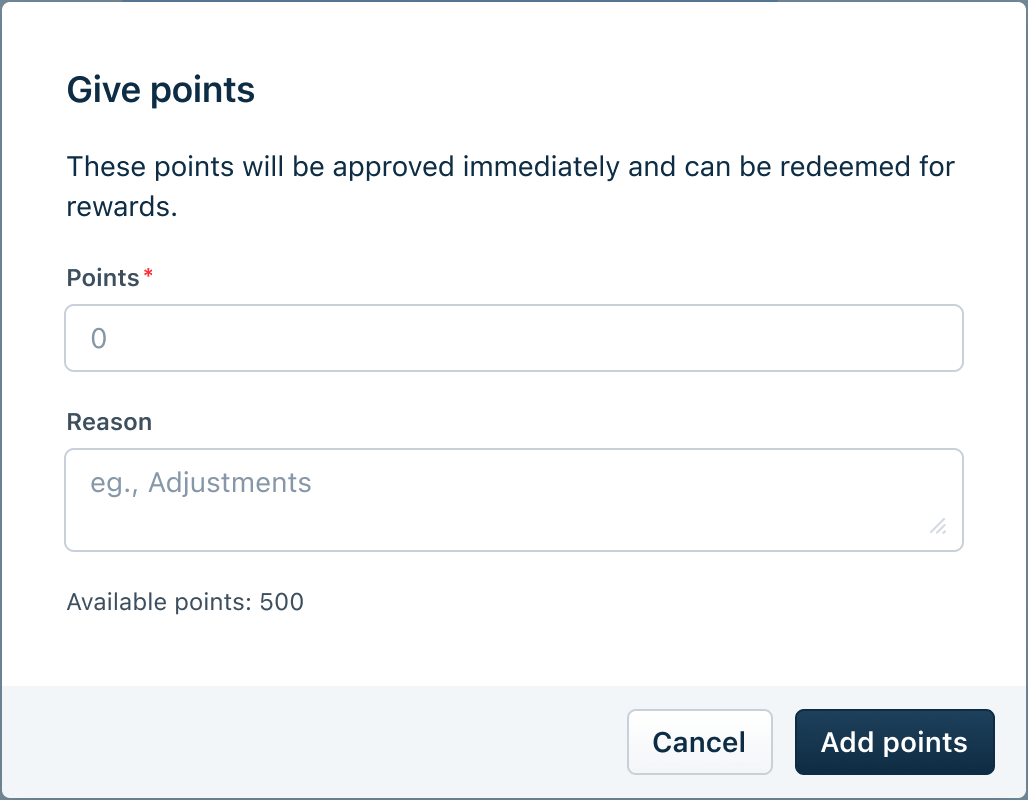 Give points
These points will be approved immediately and can be redeemed for
rewards.
Points*
0
Reason
eg., Adjustments
Available points: 500
Cancel
Add points